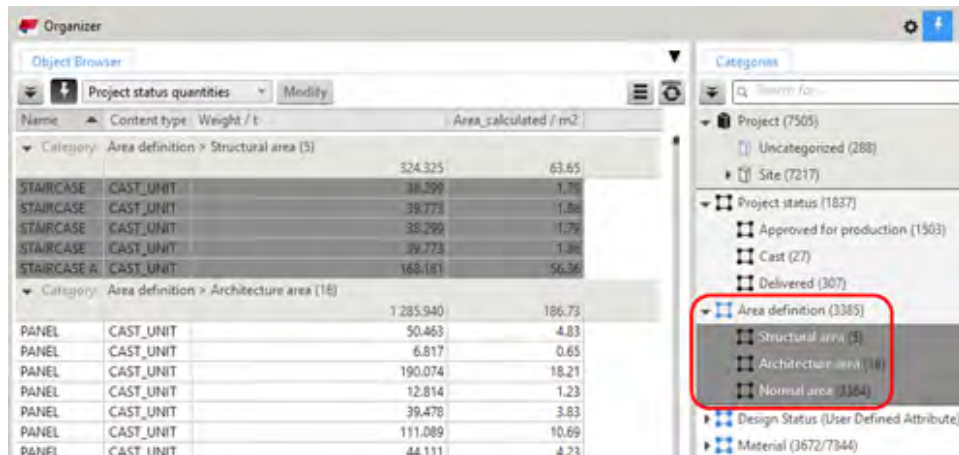 Organizer
Object Browser
Project status quantities Modify
Name Content type Weight / t Area_calculated / m2
Category: Area definition > Structural area (5)
324.325 63.65
STAIRCASE CAST_UNIT 38.299 1.79
STAIRCASE CAST_UNIT 39.773 1.86
STAIRCASE CAST_UNIT 38.299 1.79
STAIRCASE CAST_UNIT 39.773 1.86
STAIRCASE A CAST_UNIT 168.181 56.36
Category: Area definition > Architecture area (16)
1 285.940 186.73
PANEL CAST_UNIT 50.463 4.83
PANEL CAST_UNIT 6.817 0.65
PANEL CAST_UNIT 190.074 18.21
PANEL CAST_UNIT 12.814 1.23
PANEL CAST_UNIT 39.478 3.83
PANEL CAST_UNIT 111.089 10.69
PANEL CAST_UNIT 44.111 4.23
Categories
Search for...
Project (7505)
Uncategorized (288)
Site (7217)
Project status (1837)
Approved for production (1503)
Cast (27)
Delivered (307)
Area definition (3385)
Structural area (5)
Architecture area (16)
Normal area (3364)
Design Status (User Defined Attribute)
Material (3672/7344)